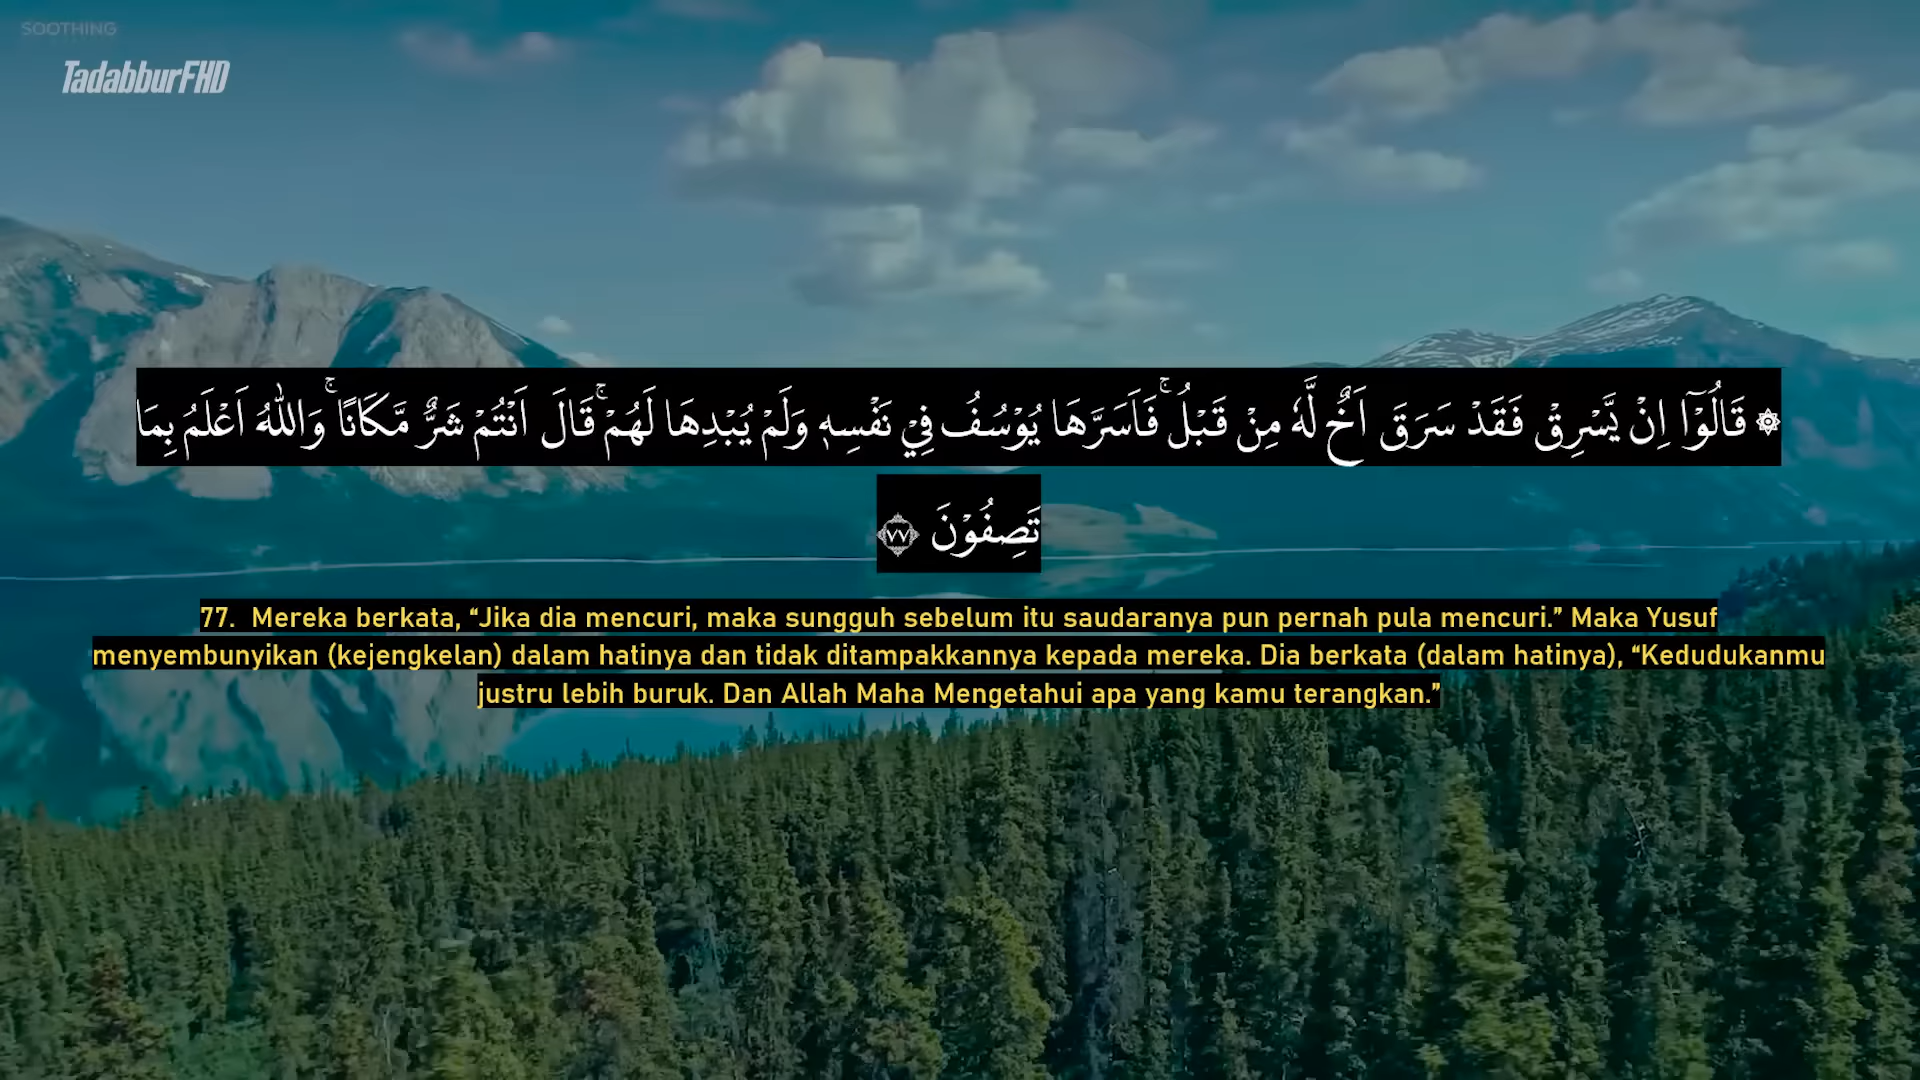 SOOTHING
TadabburFHD
۞ قَالُوْٓا اِنْ يَّسْرِقْ فَقَدْ سَرَقَ اَخٌ لَّهٗ مِنْ قَبْلُۚ فَاَسَرَّهَا يُوْسُفُ فِيْ نَفْسِهٖ وَلَمْ يُبْدِهَا لَهُمْۚ قَالَ اَنْتُمْ شَرٌّ مَّكَانًاۚ وَاللّٰهُ اَعْلَمُ بِمَا
تَصِفُوْنَ ٧٧
77. Mereka berkata, “Jika dia mencuri, maka sungguh sebelum itu saudaranya pun pernah pula mencuri.” Maka Yusuf
menyembunyikan (kejengkelan) dalam hatinya dan tidak ditampakkannya kepada mereka. Dia berkata (dalam hatinya), “Kedudukanmu
justru lebih buruk. Dan Allah Maha Mengetahui apa yang kamu terangkan.”